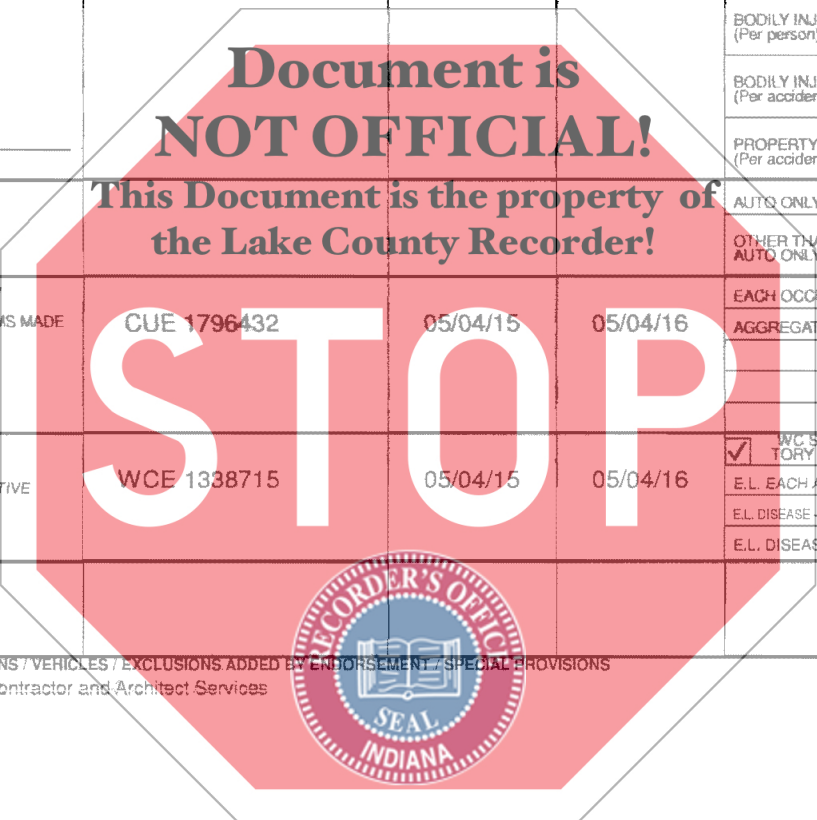 BODILY INJ
(Per person)
Document is
BODILY INJ
(Per acciden
NOT OFFICIAL!
PROPERTY
(Per acciden
This Document is the property of
AUTO ONLY
the Lake County Recorder!
OTHER THA
AUTO ONLY
EACH OCC
MS MADE CUE 1796432 05/04/15 05/04/16 AGGREGAT
STOP
WC S
TORY
TIVE WCE 1338715 05/04/15 05/04/16 E.L. EACH A
E.L. DISEASE -
E.L. DISEAS
RECORDER'S OFFICE
NS / VEHICLES / EXCLUSIONS ADDED BY ENDORSEMENT / SPECIAL PROVISIONS
ontractor and Architect Services
SEAL
INDIANA